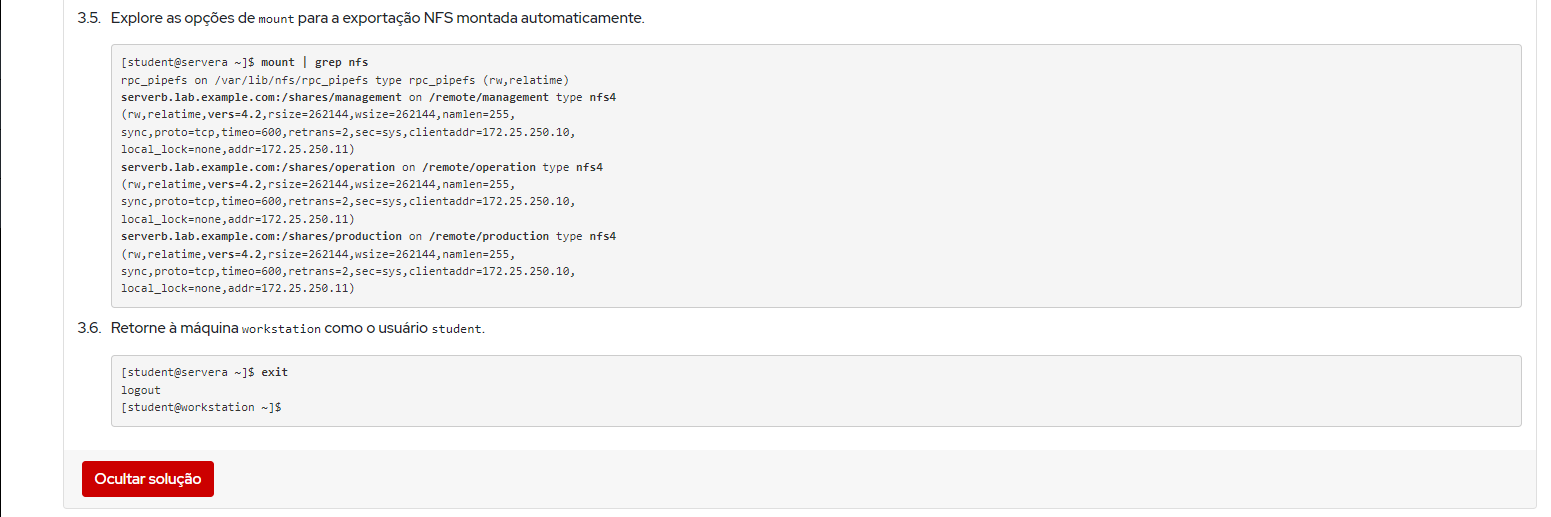 3.5. Explore as opções de mount para a exportação NFS montada automaticamente.
[student@servera ~]$ mount | grep nfs
rpc_pipefs on /var/lib/nfs/rpc_pipefs type rpc_pipefs (rw,relatime)
serverb.lab.example.com:/shares/management on /remote/management type nfs4
(rw,relatime,vers=4.2,rsize=262144,wsize=262144,namlen=255,
sync,proto=tcp,timeo=600,retrans=2,sec=sys,clientaddr=172.25.250.10,
local_lock=none,addr=172.25.250.11)
serverb.lab.example.com:/shares/operation on /remote/operation type nfs4
(rw,relatime,vers=4.2,rsize=262144,wsize=262144,namlen=255,
sync,proto=tcp,timeo=600,retrans=2,sec=sys,clientaddr=172.25.250.10,
local_lock=none,addr=172.25.250.11)
serverb.lab.example.com:/shares/production on /remote/production type nfs4
(rw,relatime,vers=4.2,rsize=262144,wsize=262144,namlen=255,
sync,proto=tcp,timeo=600,retrans=2,sec=sys,clientaddr=172.25.250.10,
local_lock=none,addr=172.25.250.11)
3.6. Retorne à máquina workstation como o usuário student.
[student@servera ~]$ exit
logout
[student@workstation ~]$
Ocultar solução